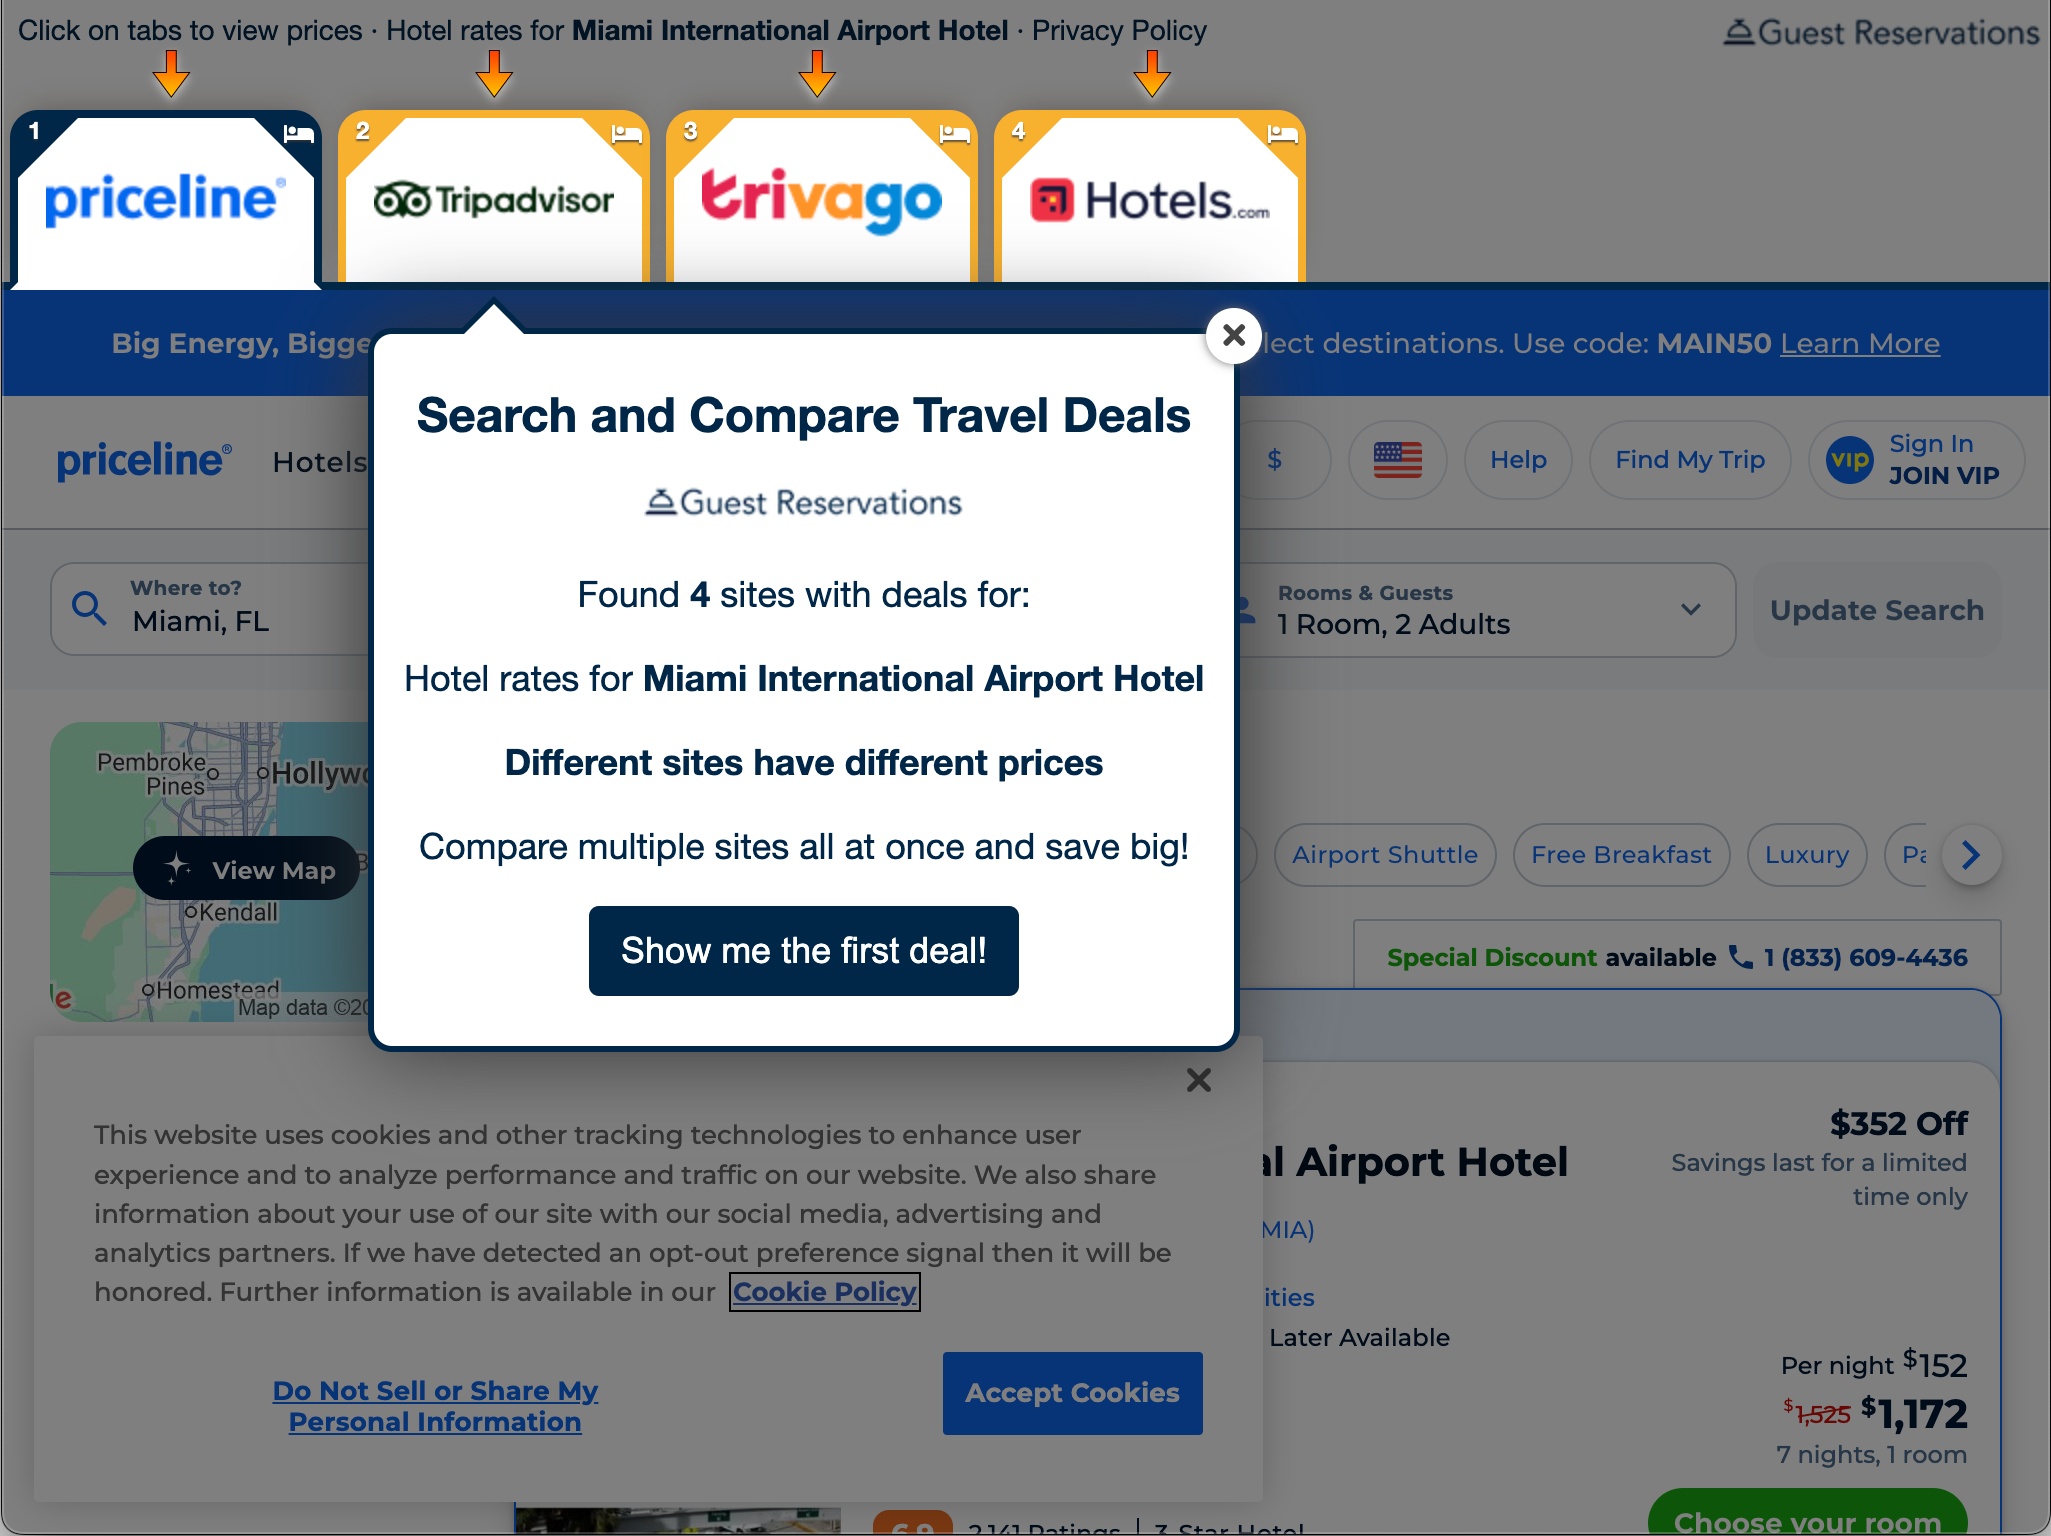 Click on tabs to view prices · Hotel rates for Miami International Airport Hotel · Privacy Policy
Guest Reservations
1
priceline®
2
Tripadvisor
3
trivago
4
Hotels.com
Big Energy, Bigge
lect destinations. Use code: MAIN50 Learn More
Search and Compare Travel Deals
Guest Reservations
Found 4 sites with deals for:
Hotel rates for Miami International Airport Hotel
Different sites have different prices
Compare multiple sites all at once and save big!
Show me the first deal!
priceline®
Hotels
$
Help
Find My Trip
VIP
Sign In
JOIN VIP
Where to?
Miami, FL
Rooms & Guests
1 Room, 2 Adults
Update Search
Pembroke
Pines
Hollywo
View Map
Kendall
Homestead
Map data ©20
Airport Shuttle
Free Breakfast
Luxury
Pa
Special Discount available 1 (833) 609-4436
This website uses cookies and other tracking technologies to enhance user
experience and to analyze performance and traffic on our website. We also share
information about your use of our site with our social media, advertising and
analytics partners. If we have detected an opt-out preference signal then it will be
honored. Further information is available in our Cookie Policy
Do Not Sell or Share My
Personal Information
Accept Cookies
al Airport Hotel
MIA)
ities
Later Available
$352 Off
Savings last for a limited
time only
Per night $152
$1,525 $1,172
7 nights, 1 room
Choose your room
6.9
2,141 Ratings
3-Star Hotel